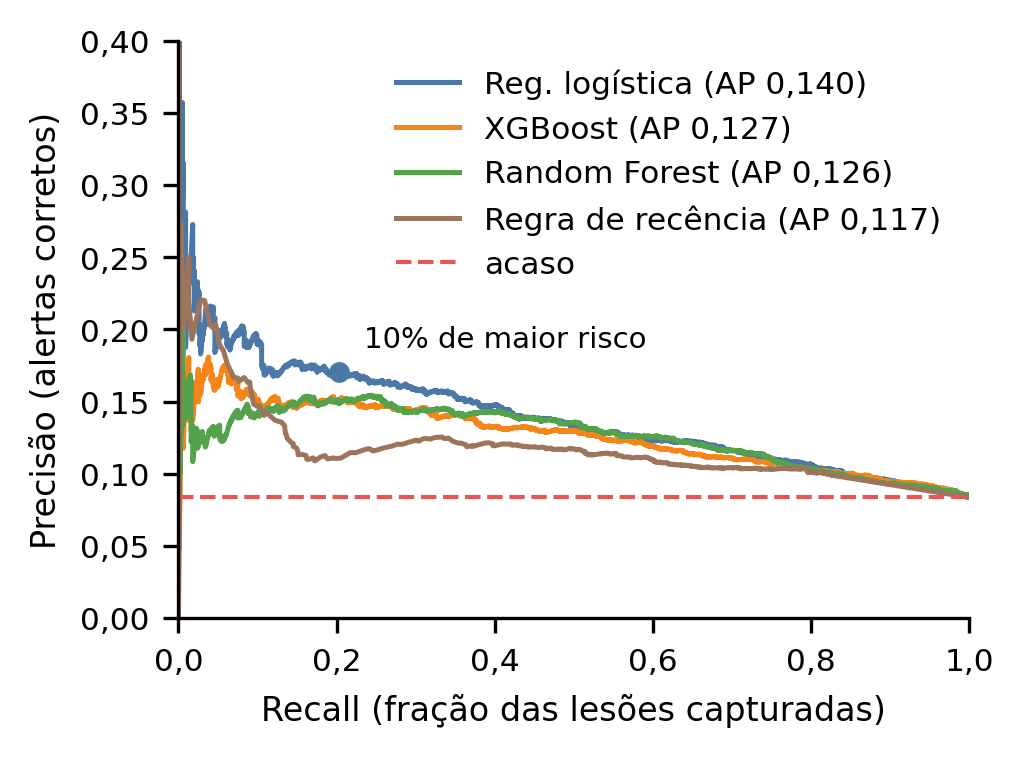 0,40
0,35
0,30
0,25
0,20
0,15
0,10
0,05
0,00
Precisão (alertas corretos)
Reg. logística (AP 0,140)
XGBoost (AP 0,127)
Random Forest (AP 0,126)
Regra de recência (AP 0,117)
acaso
10% de maior risco
0,0 0,2 0,4 0,6 0,8 1,0
Recall (fração das lesões capturadas)